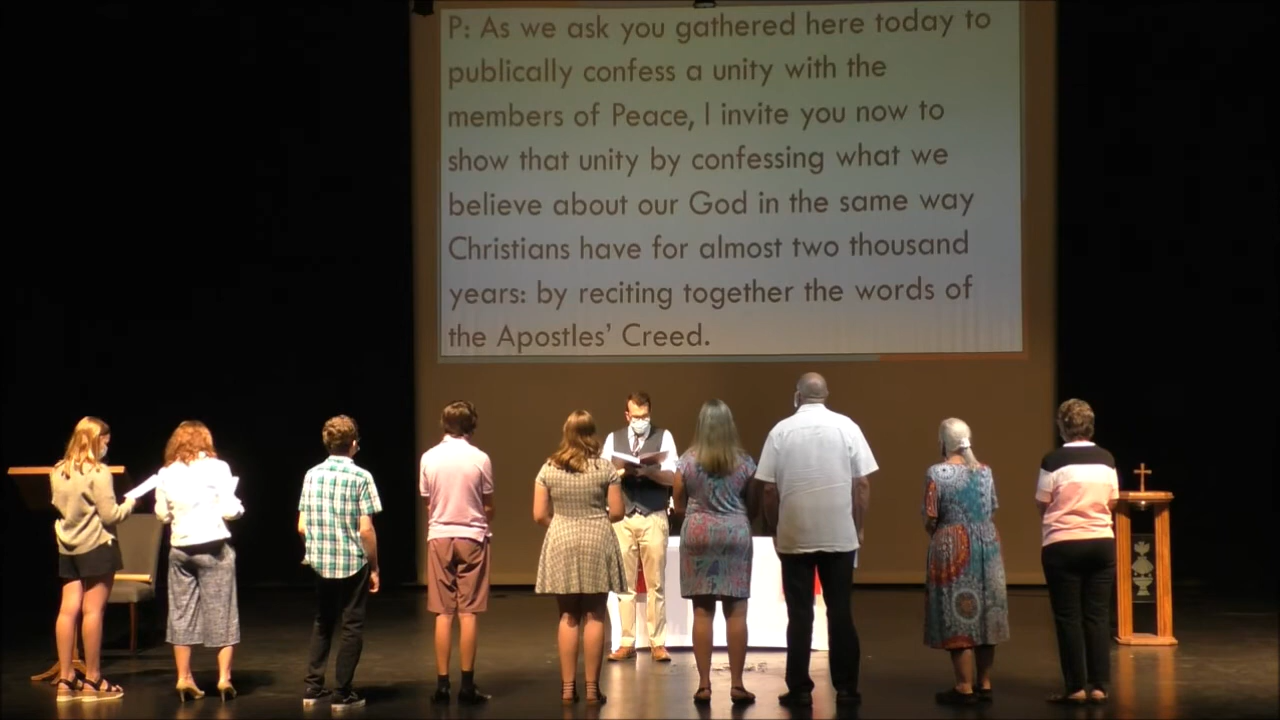 P: As we ask you gathered here today to
publically confess a unity with the
members of Peace, I invite you now to
show that unity by confessing what we
believe about our God in the same way
Christians have for almost two thousand
years: by reciting together the words of
the Apostles’ Creed.